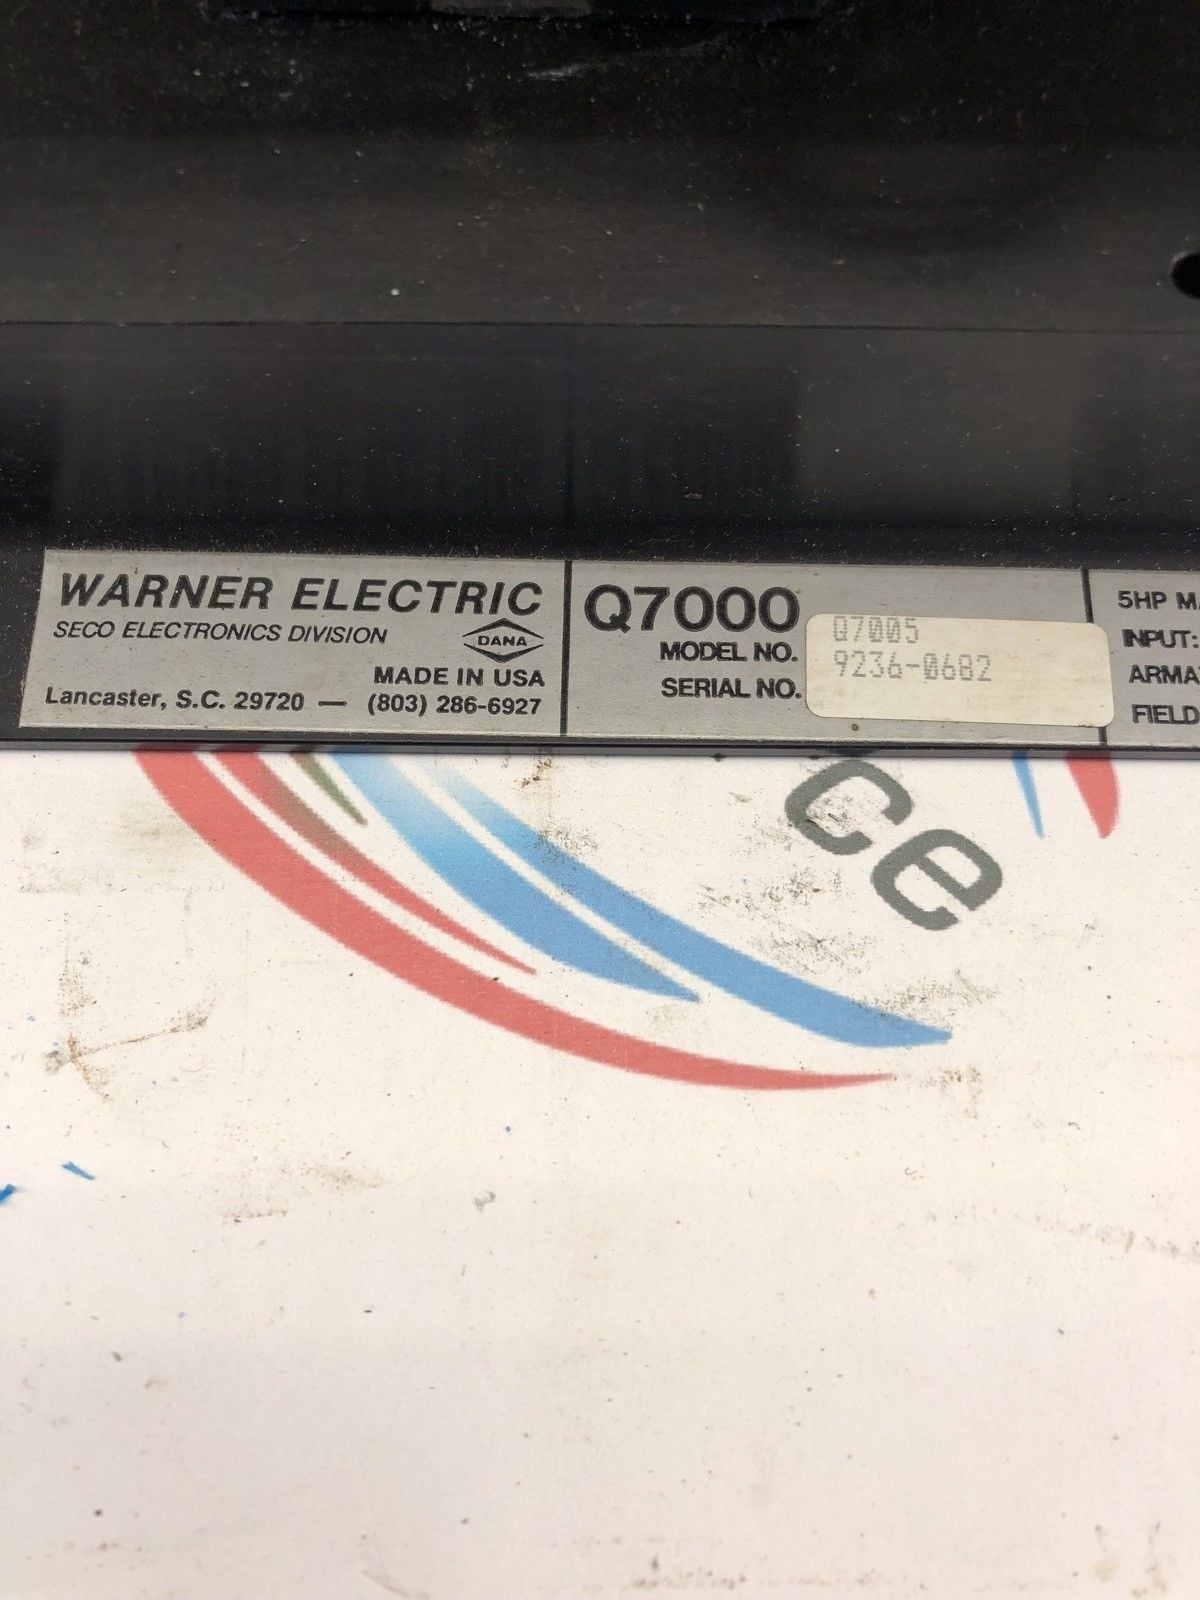 WARNER ELECTRIC
SECO ELECTRONICS DIVISION
DANA
MADE IN USA
Lancaster, S.C. 29720 — (803) 286-6927
Q7000
MODEL NO. Q7005
SERIAL NO. 9236-0682
5HP
INPUT:
FIELD
ce